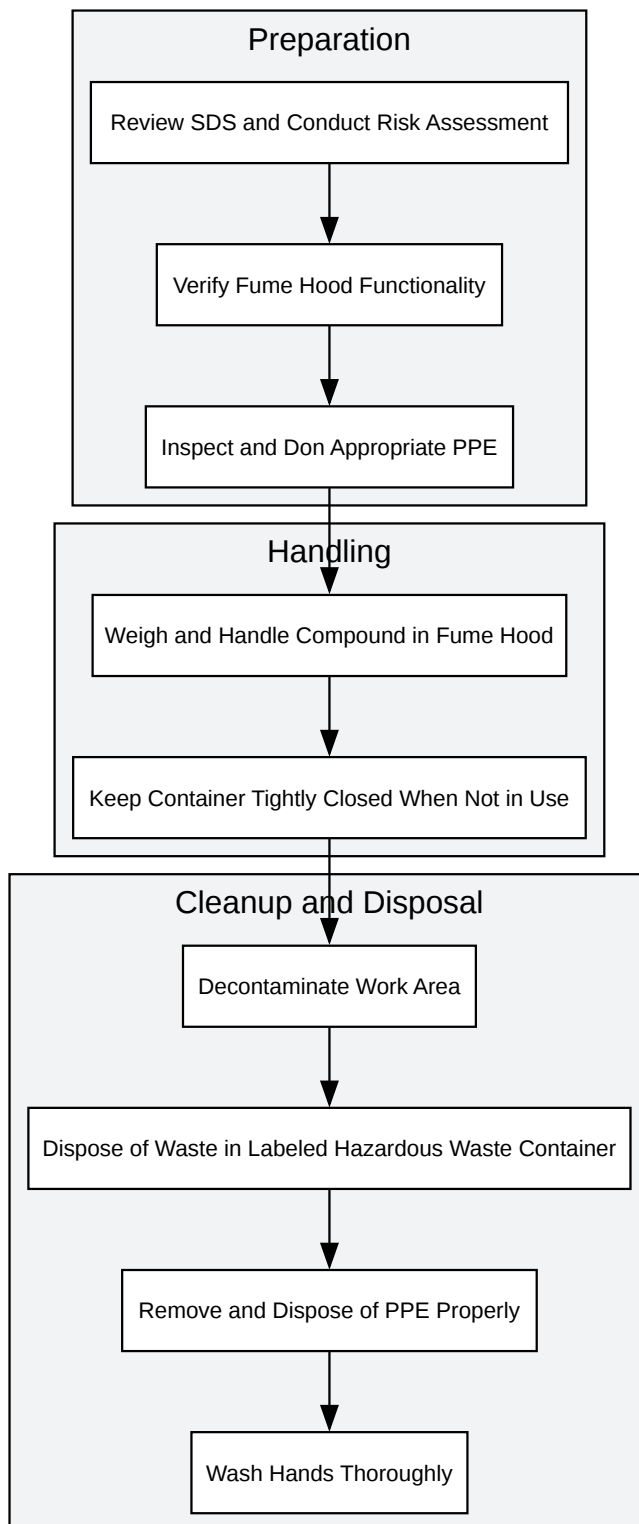 Preparation
Review SDS and Conduct Risk Assessment
Verify Fume Hood Functionality
Inspect and Don Appropriate PPE
Handling
Weigh and Handle Compound in Fume Hood
Keep Container Tightly Closed When Not in Use
Cleanup and Disposal
Decontaminate Work Area
Dispose of Waste in Labeled Hazardous Waste Container
Remove and Dispose of PPE Properly
Wash Hands Thoroughly